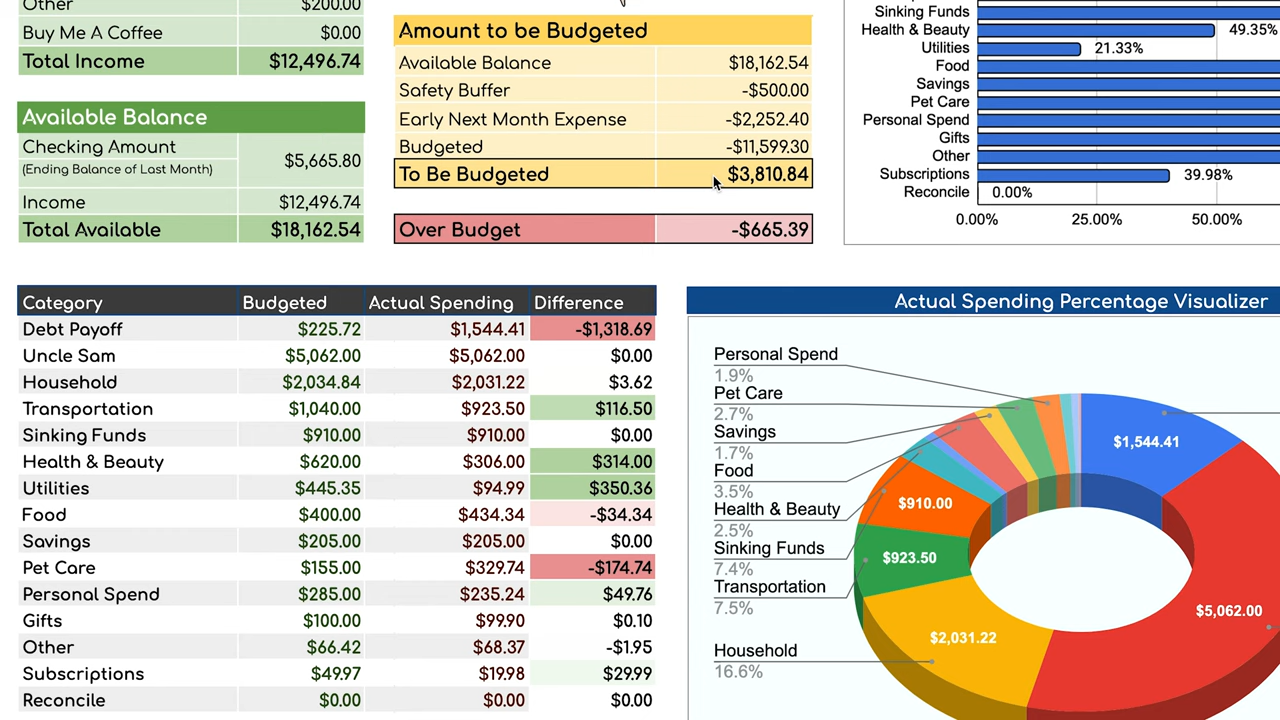 Other $200.00
Buy Me A Coffee $0.00
Total Income $12,496.74
Available Balance
Checking Amount
(Ending Balance of Last Month) $5,665.80
Income $12,496.74
Total Available $18,162.54
Amount to be Budgeted
Available Balance $18,162.54
Safety Buffer -$500.00
Early Next Month Expense -$2,252.40
Budgeted -$11,599.30
To Be Budgeted $3,810.84
Over Budget -$665.39
Sinking Funds
Health & Beauty 49.35%
Utilities 21.33%
Food
Savings
Pet Care
Personal Spend
Gifts
Other
Subscriptions 39.98%
Reconcile 0.00%
0.00% 25.00% 50.00%
Category Budgeted Actual Spending Difference
Debt Payoff $225.72 $1,544.41 -$1,318.69
Uncle Sam $5,062.00 $5,062.00 $0.00
Household $2,034.84 $2,031.22 $3.62
Transportation $1,040.00 $923.50 $116.50
Sinking Funds $910.00 $910.00 $0.00
Health & Beauty $620.00 $306.00 $314.00
Utilities $445.35 $94.99 $350.36
Food $400.00 $434.34 -$34.34
Savings $205.00 $205.00 $0.00
Pet Care $155.00 $329.74 -$174.74
Personal Spend $285.00 $235.24 $49.76
Gifts $100.00 $99.90 $0.10
Other $66.42 $68.37 -$1.95
Subscriptions $49.97 $19.98 $29.99
Reconcile $0.00 $0.00 $0.00
Actual Spending Percentage Visualizer
Personal Spend
1.9%
Pet Care
2.7%
Savings
1.7%
Food
3.5%
Health & Beauty
2.5%
Sinking Funds
7.4%
Transportation
7.5%
Household
16.6%
$1,544.41
$910.00
$923.50
$5,062.00
$2,031.22